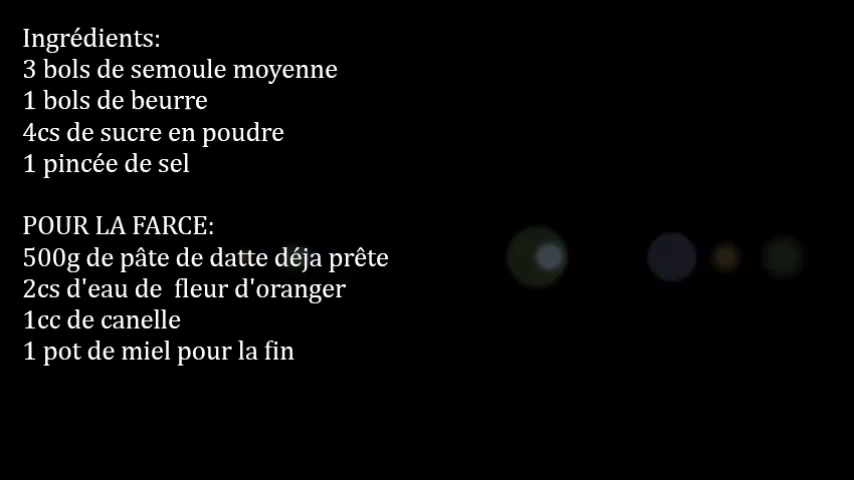 Ingrédients:
3 bols de semoule moyenne
1 bols de beurre
4cs de sucre en poudre
1 pincée de sel
POUR LA FARCE:
500g de pâte de datte déja prête
2cs d'eau de  fleur d'oranger
1cc de canelle
1 pot de miel pour la fin